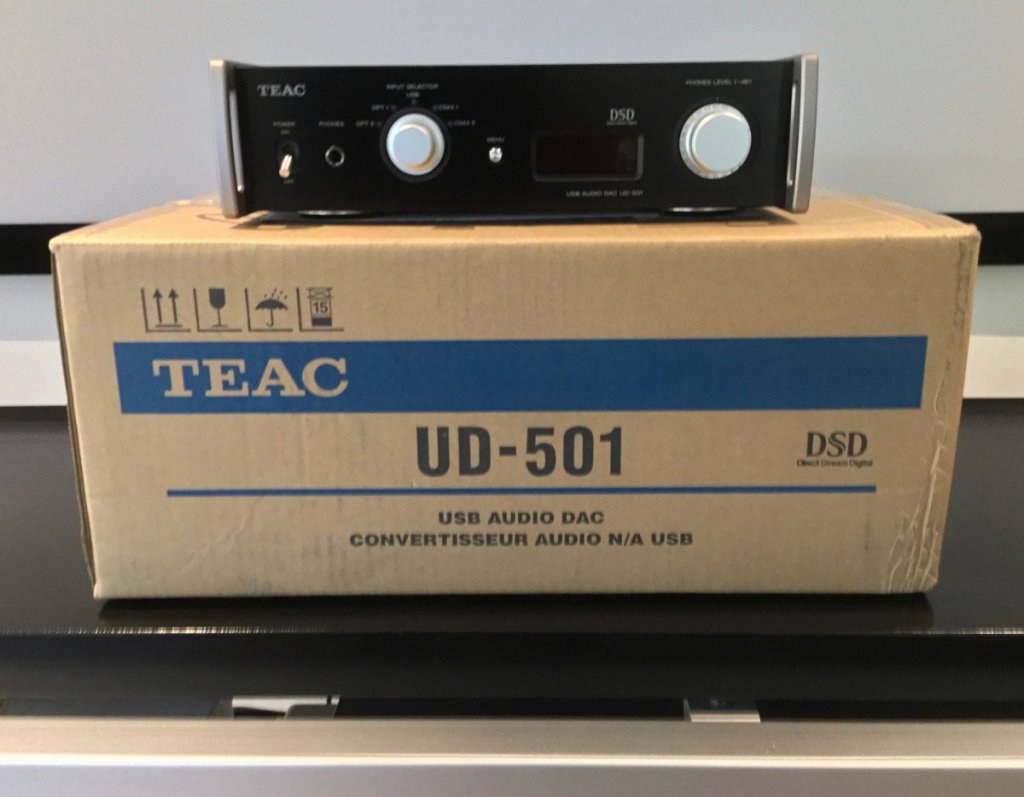 TEAC
INPUT SELECTOR
USB
OPT 1
COAX 1
OPT 2
COAX 2
POWER
ON
OFF
PHONES
MENU
DSD
USB AUDIO DAC UD-501
PHONES LEVEL (-dB)
15
TEAC
UD-501
DSD
Direct Stream Digital
USB AUDIO DAC
CONVERTISSEUR AUDIO N/A USB